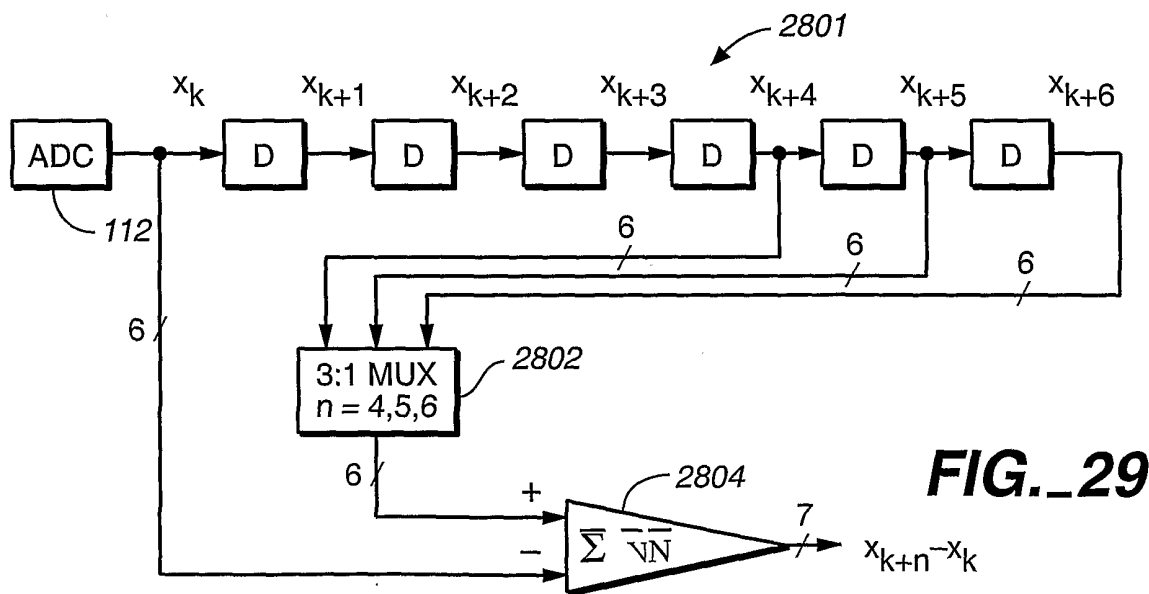 2801
x_k x_{k+1} x_{k+2} x_{k+3} x_{k+4} x_{k+5} x_{k+6}
ADC D D D D D D
112
6 6 6
6
3:1 MUX
n = 4,5,6
2802
6
2804
FIG._29
+
Σ
7
−
x_{k+n}−x_k